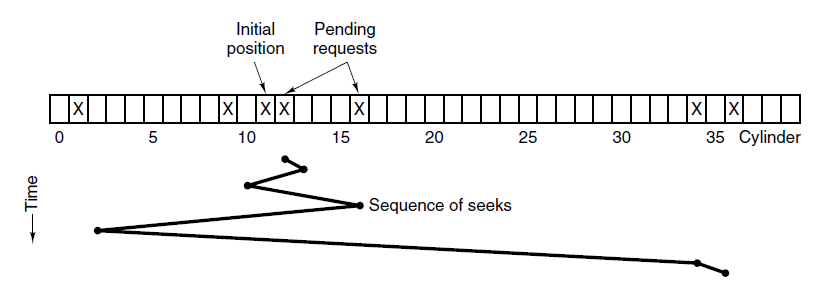 Initial
position
Pending
requests
X X X X X X X
0 5 10 15 20 25 30 35 Cylinder
Time
Sequence of seeks